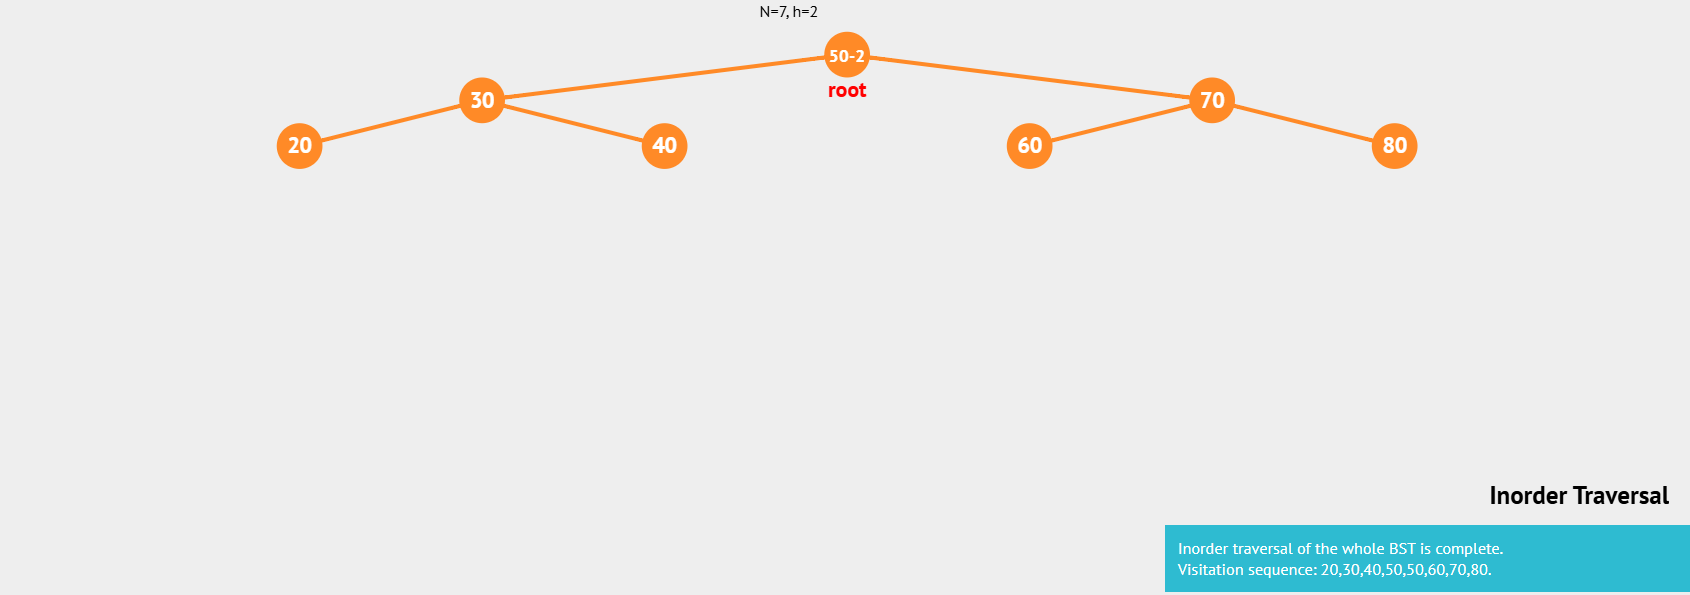 N=7, h=2
50-2
root
30
70
20
40
60
80
Inorder Traversal
Inorder traversal of the whole BST is complete.
Visitation sequence: 20,30,40,50,50,60,70,80.